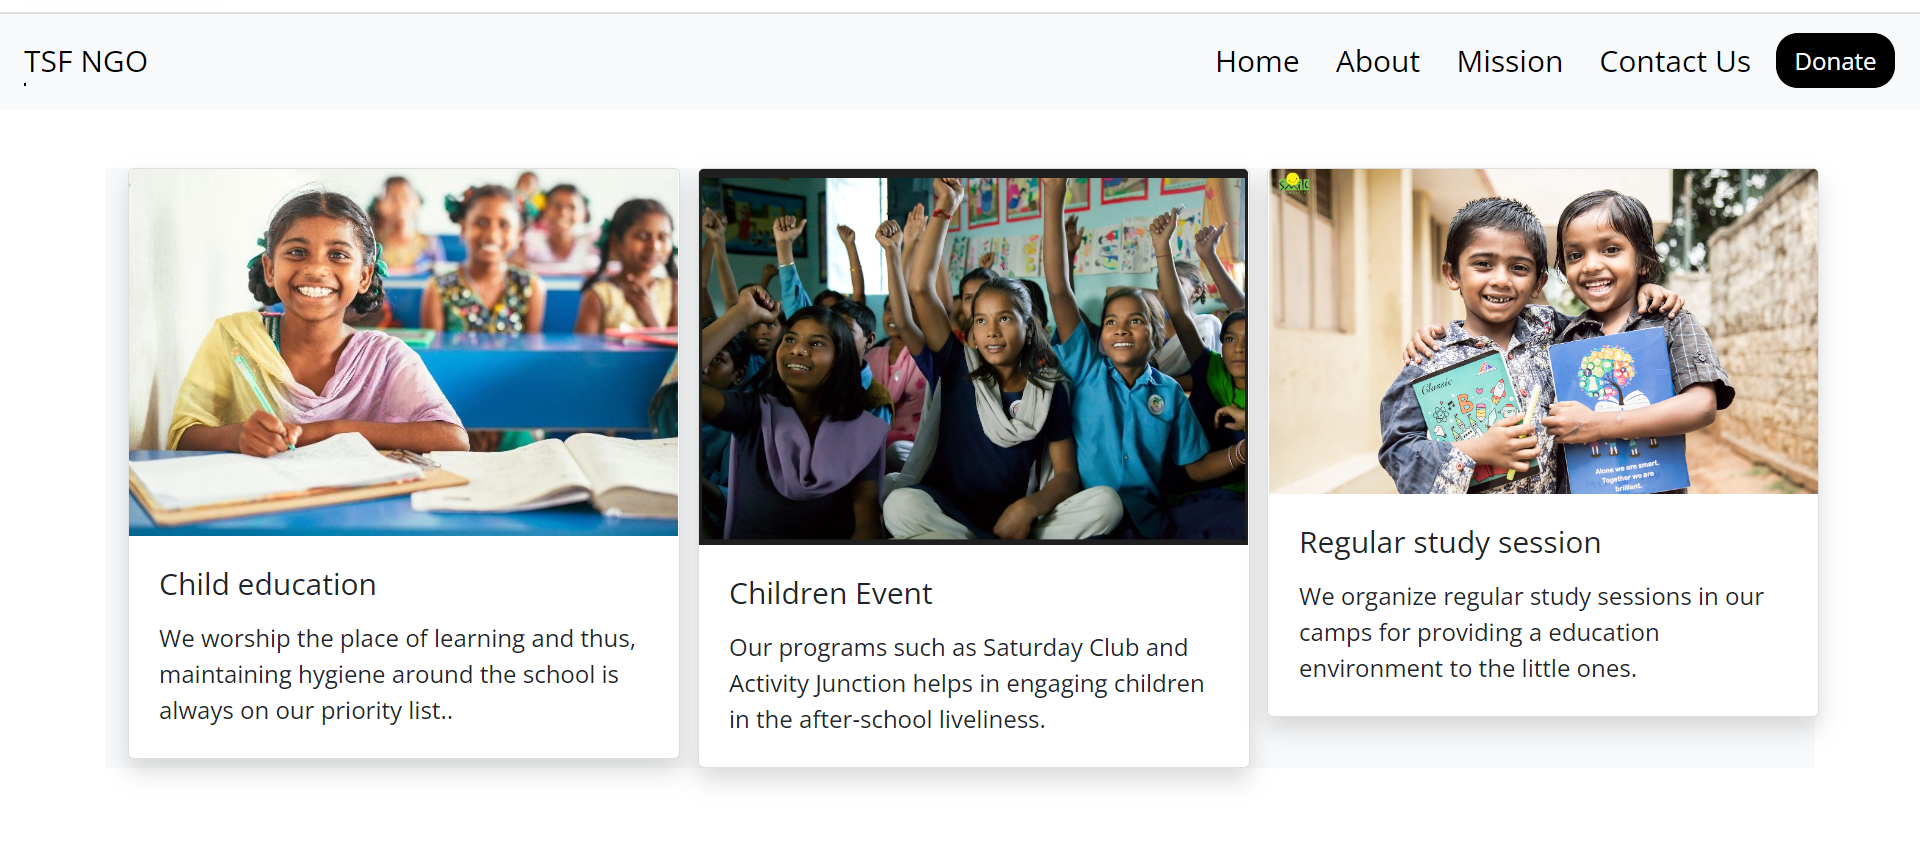 TSF NGO
Home About Mission Contact Us Donate
Child education
We worship the place of learning and thus,
maintaining hygiene around the school is
always on our priority list..
Children Event
Our programs such as Saturday Club and
Activity Junction helps in engaging children
in the after-school liveliness.
Classic
Alone we are smart.
Together we are
brilliant.
Regular study session
We organize regular study sessions in our
camps for providing a education
environment to the little ones.